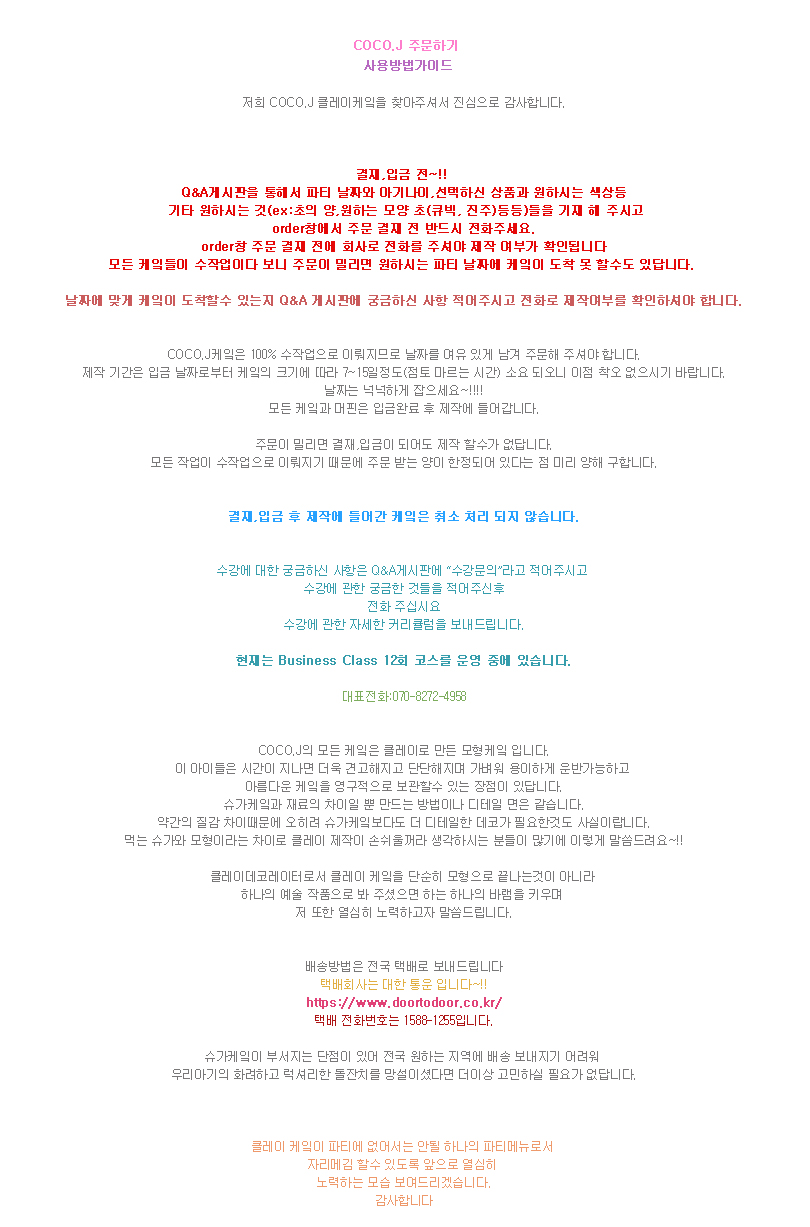 COCO.J 주문하기
사용방법가이드
저희 COCO.J 클레이케잌을 찾아주셔서 진심으로 감사합니다.
결재,입금 전~!!
Q&A게시판을 통해서 파티 날짜와 아기나이,선택하신 상품과 원하시는 색상등
기타 원하시는 것(ex:초의 양,원하는 모양 초(큐빅, 진주)등등)들을 기재 해 주시고
order창에서 주문 결재 전 반드시 전화주세요.
order창 주문 결재 전에 회사로 전화를 주셔야 제작 여부가 확인됩니다
모든 케잌들이 수작업이다 보니 주문이 밀리면 원하시는 파티 날짜에 케잌이 도착 못 할수도 있답니다.
날짜에 맞게 케잌이 도착할수 있는지 Q&A 게시판에 궁금하신 사항 적어주시고 전화로 제작여부를 확인하셔야 합니다.
COCO.J케잌은 100% 수작업으로 이뤄지므로 날짜를 여유 있게 남겨 주문해 주셔야 합니다.
제작 기간은 입금 날짜로부터 케잌의 크기에 따라 7~15일정도(점토 마르는 시간) 소요 되오니 이점 착오 없으시기 바랍니다.
날짜는 넉넉하게 잡으세요~!!!!
모든 케잌과 머핀은 입금완료 후 제작에 들어갑니다.
주문이 밀리면 결재,입금이 되어도 제작 할수가 없답니다.
모든 작업이 수작업으로 이뤄지기 때문에 주문 받는 양이 한정되어 있다는 점 미리 양해 구합니다.
결재,입금 후 제작에 들어간 케잌은 취소 처리 되지 않습니다.
수강에 대한 궁금하신 사항은 Q&A게시판에 "수강문의"라고 적어주시고
수강에 관한 궁금한 것들을 적어주신후
전화 주십시요
수강에 관한 자세한 커리큘럼을 보내드립니다.
현재는 Business Class 12회 코스를 운영 중에 있습니다.
대표전화:070-8272-4958
COCO.J의 모든 케잌은 클레이로 만든 모형케잌 입니다.
이 아이들은 시간이 지나면 더욱 견고해지고 단단해지며 가벼워 용이하게 운반가능하고
아름다운 케잌을 영구적으로 보관할수 있는 장점이 있답니다.
슈가케잌과 재료의 차이일 뿐 만드는 방법이나 디테일 면은 같습니다.
약간의 질감 차이때문에 오히려 슈가케잌보다도 더 디테일한 데코가 필요한것도 사실이랍니다.
먹는 슈가와 모형이라는 차이로 클레이 제작이 손쉬울꺼라 생각하시는 분들이 많기에 이렇게 말씀드려요~!!
클레이데코레이터로서 클레이 케잌을 단순히 모형으로 끝나는것이 아니라
하나의 예술 작품으로 봐 주셨으면 하는 하나의 바램을 키우며
저 또한 열심히 노력하고자 말씀드립니다.
배송방법은 전국 택배로 보내드립니다
택배회사는 대한 통운 입니다~!!
https://www.doortodoor.co.kr/
택배 전화번호는 1588-1255입니다.
슈가케잌이 부서지는 단점이 있어 전국 원하는 지역에 배송 보내지기 어려워
우리아기의 화려하고 럭셔리한 돌잔치를 망설이셨다면 더이상 고민하실 필요가 없답니다.
클레이 케잌이 파티에 없어서는 안될 하나의 파티메뉴로서
자리메김 할수 있도록 앞으로 열심히
노력하는 모습 보여드리겠습니다.
감사합니다